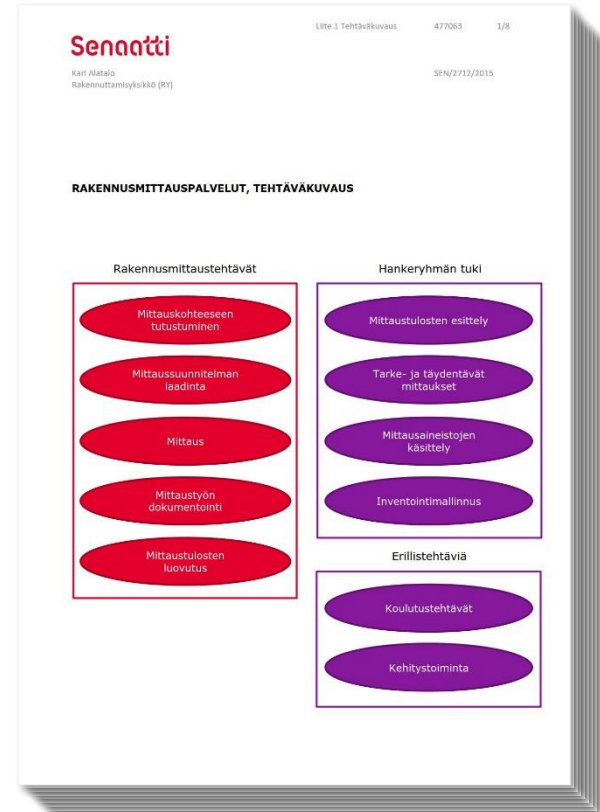 Liite 1 Tehtäväkuvaus 477063 1/8
Senaatti
Kari Alatalo SEN/2712/2015
Rakennuttamisyksikkö (RY)
RAKENNUSMITTAUSPALVELUT, TEHTÄVÄKUVAUS
Rakennusmittaustehtävät
Mittauskohteeseen
tutustuminen
Mittaussuunnitelman
laadinta
Mittaus
Mittaustyön
dokumentointi
Mittaustulosten
luovutus
Hankeryhmän tuki
Mittaustulosten esittely
Tarke- ja täydentävät
mittaukset
Mittausaineistojen
käsittely
Inventointimallinnus
Erillistehtäviä
Koulutustehtävät
Kehitystoiminta